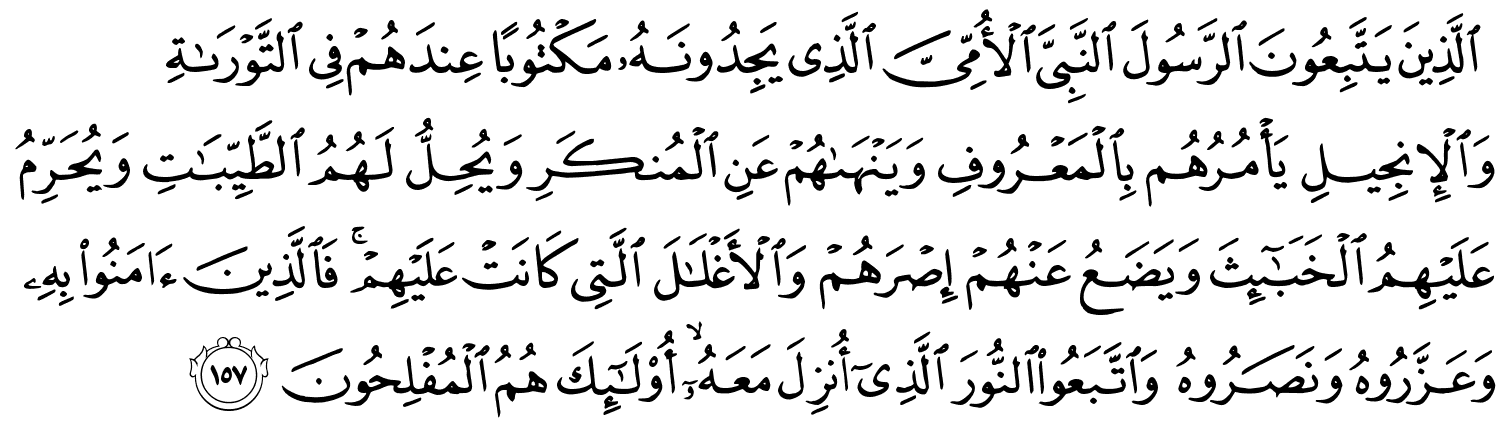 ٱلَّذِينَ يَتَّبِعُونَ ٱلرَّسُولَ ٱلنَّبِىَّ ٱلْأُمِّىَّ ٱلَّذِى يَجِدُونَهُۥ مَكْتُوبًا عِندَهُمْ فِى ٱلتَّوْرَىٰةِ
وَٱلْإِنجِيلِ يَأْمُرُهُم بِٱلْمَعْرُوفِ وَيَنْهَىٰهُمْ عَنِ ٱلْمُنكَرِ وَيُحِلُّ لَهُمُ ٱلطَّيِّبَـٰتِ وَيُحَرِّمُ
عَلَيْهِمُ ٱلْخَبَـٰٓئِثَ وَيَضَعُ عَنْهُمْ إِصْرَهُمْ وَٱلْأَغْلَـٰلَ ٱلَّتِى كَانَتْ عَلَيْهِمْ ۚ فَٱلَّذِينَ ءَامَنُوا۟ بِهِۦ
وَعَزَّرُوهُ وَنَصَرُوهُ وَٱتَّبَعُوا۟ ٱلنُّورَ ٱلَّذِىٓ أُنزِلَ مَعَهُۥٓ ۙ أُو۟لَـٰٓئِكَ هُمُ ٱلْمُفْلِحُونَ ١٥٧